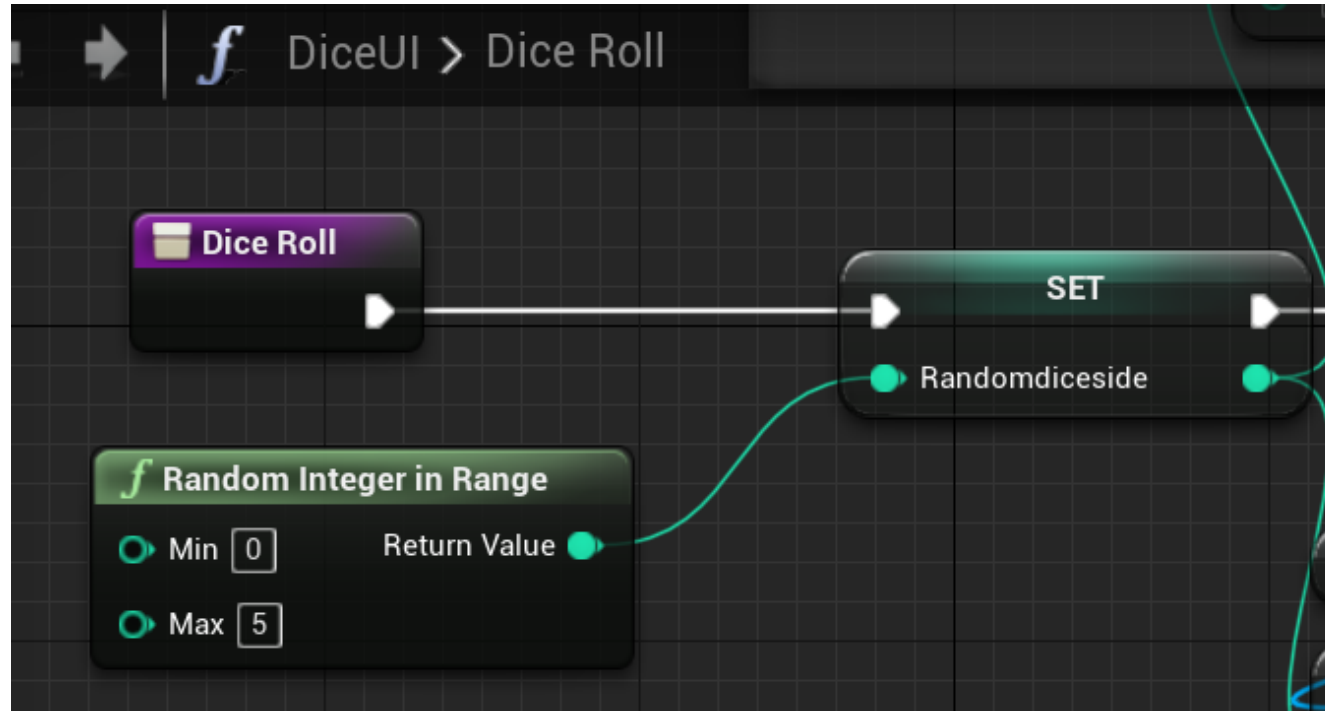 DiceUI > Dice Roll
Dice Roll
SET
Randomdiceside
f Random Integer in Range
Min 0
Return Value
Max 5